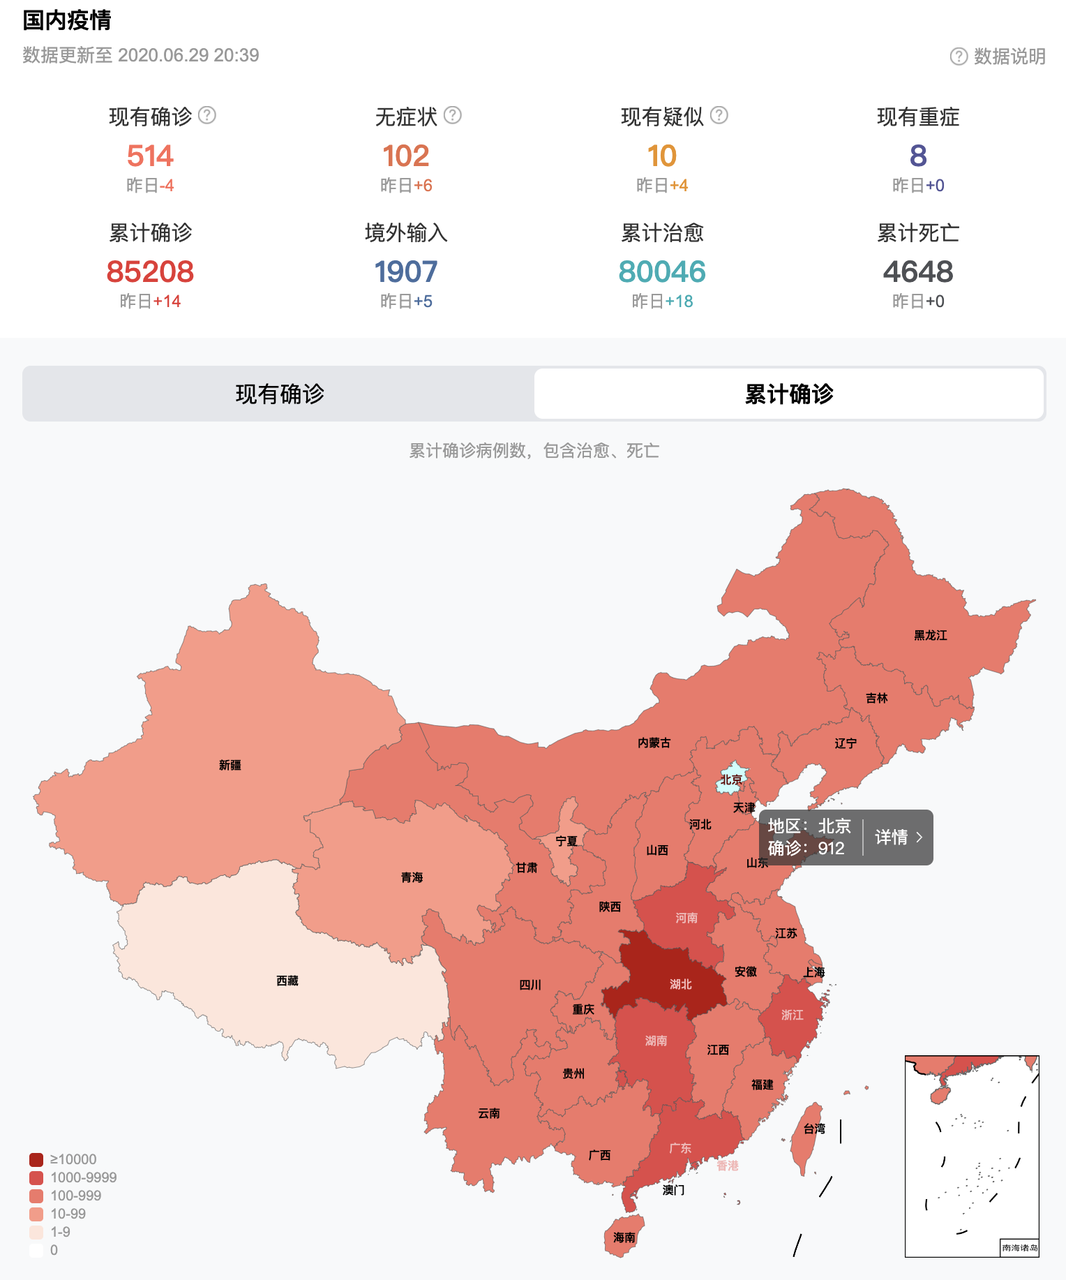 国内疫情
数据更新至 2020.06.29 20:39
? 数据说明
现有确诊 ?
无症状 ?
现有疑似 ?
现有重症
514
102
10
8
昨日-4
昨日+6
昨日+4
昨日+0
累计确诊
境外输入
累计治愈
累计死亡
85208
1907
80046
4648
昨日+14
昨日+5
昨日+18
昨日+0
现有确诊
累计确诊
累计确诊病例数，包含治愈、死亡
黑龙江
吉林
内蒙古
辽宁
新疆
北京
天津
地区：北京
确诊：912
详情 >
河北
宁夏
山西
山东
甘肃
青海
陕西
河南
江苏
安徽
上海
西藏
四川
湖北
重庆
浙江
湖南
江西
贵州
福建
云南
台湾
广东
广西
香港
澳门
海南
≥10000
1000-9999
100-999
10-99
1-9
0
南海诸岛